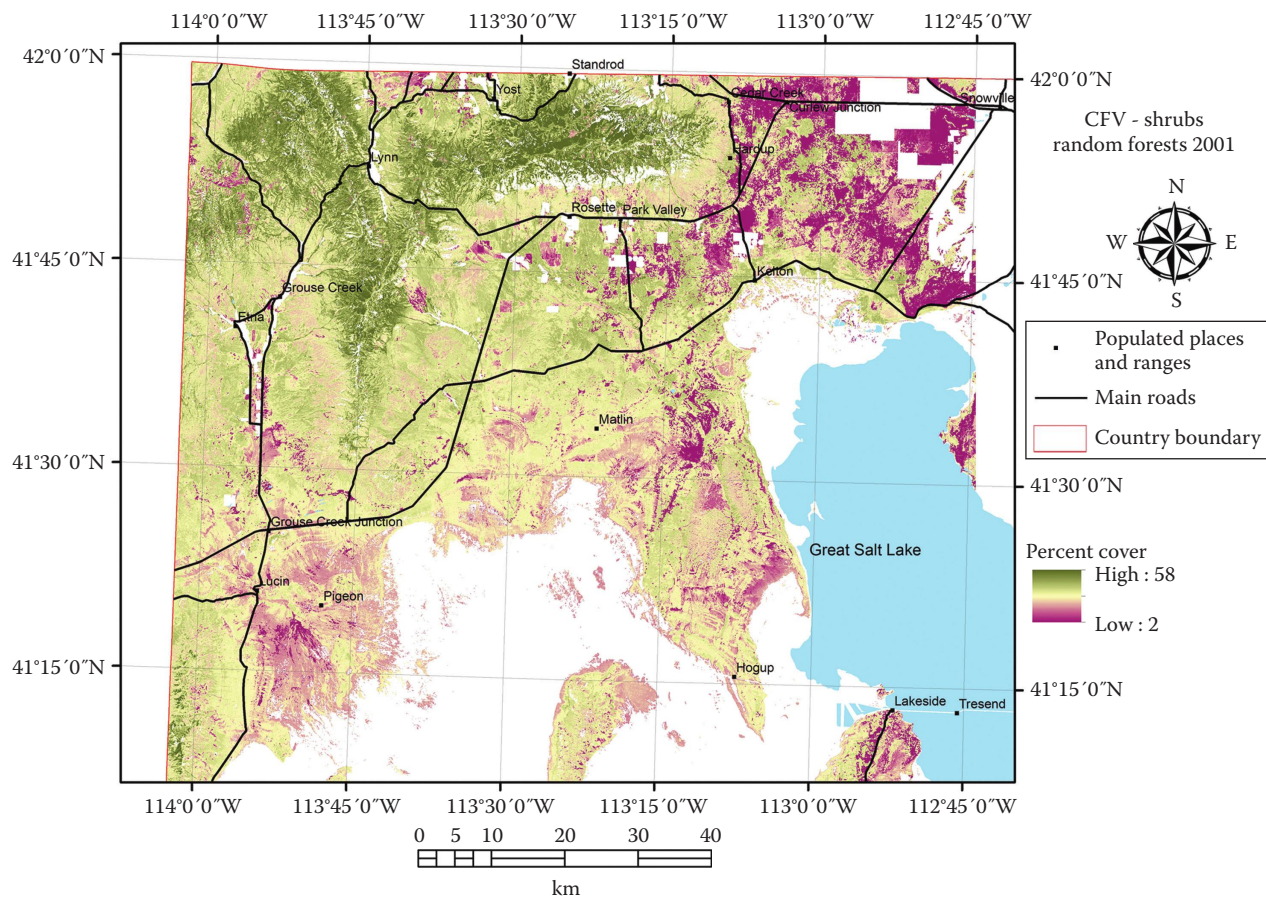 114°0´0˝W 113°45´0˝W 113°30´0˝W 113°15´0˝W 113°0´0˝W 112°45´0˝W
42°0´0˝N
42°0´0˝N
Standrod
Yost
Cedar Creek
Snowville
Curlew Junction
Hardup
Lynn
CFV - shrubs
random forests 2001
N
W E
S
Rosette Park Valley
41°45´0˝N
41°45´0˝N
Kelton
Grouse Creek
Etna
Populated places
and ranges
Main roads
Country boundary
Matlin
41°30´0˝N
41°30´0˝N
Grouse Creek Junction
Great Salt Lake
Percent cover
High : 58
Low : 2
Lucin
Pigeon
41°15´0˝N
41°15´0˝N
Hogup
Lakeside Tresend
114°0´0˝W 113°45´0˝W 113°30´0˝W 113°15´0˝W 113°0´0˝W 112°45´0˝W
0 5 10 20 30 40
km